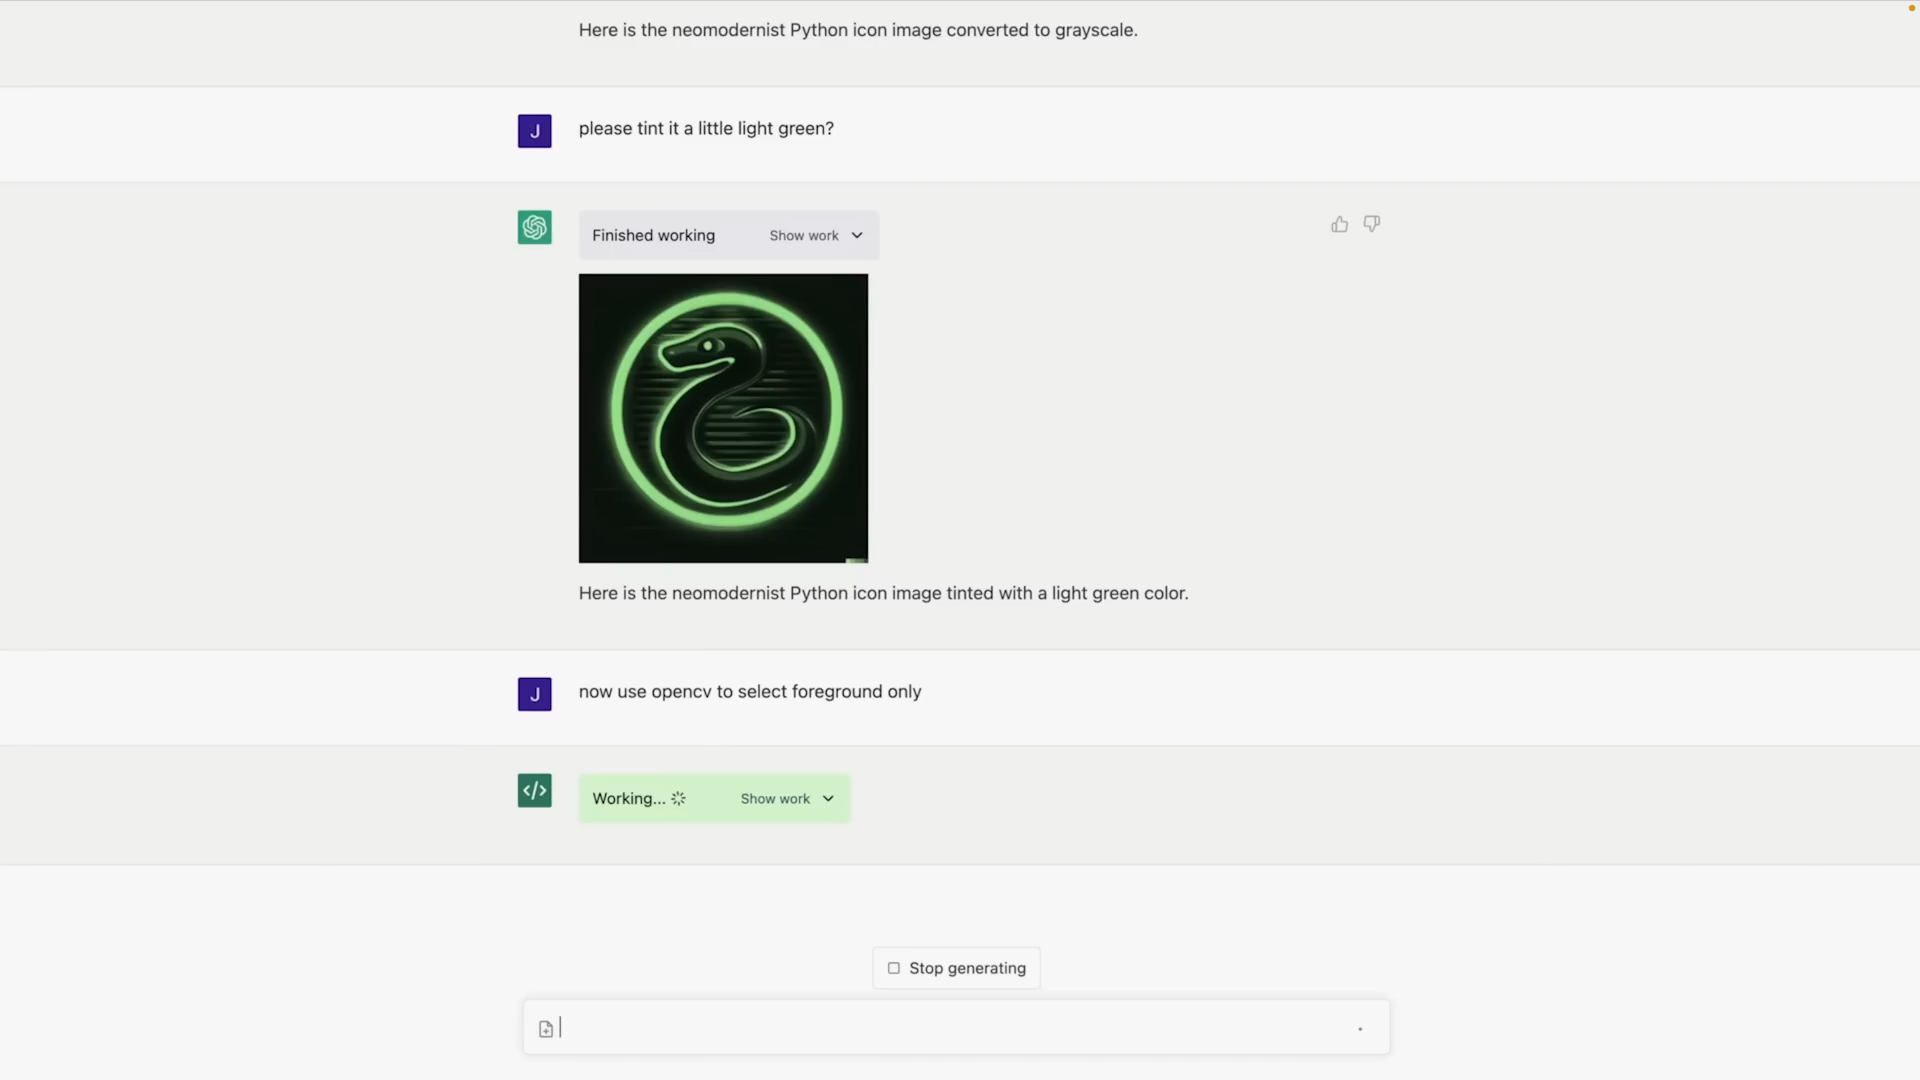 Here is the neomodernist Python icon image converted to grayscale.
J
please tint it a little light green?
Finished working
Show work
Here is the neomodernist Python icon image tinted with a light green color.
J
now use opencv to select foreground only
</>
Working...
Show work
Stop generating